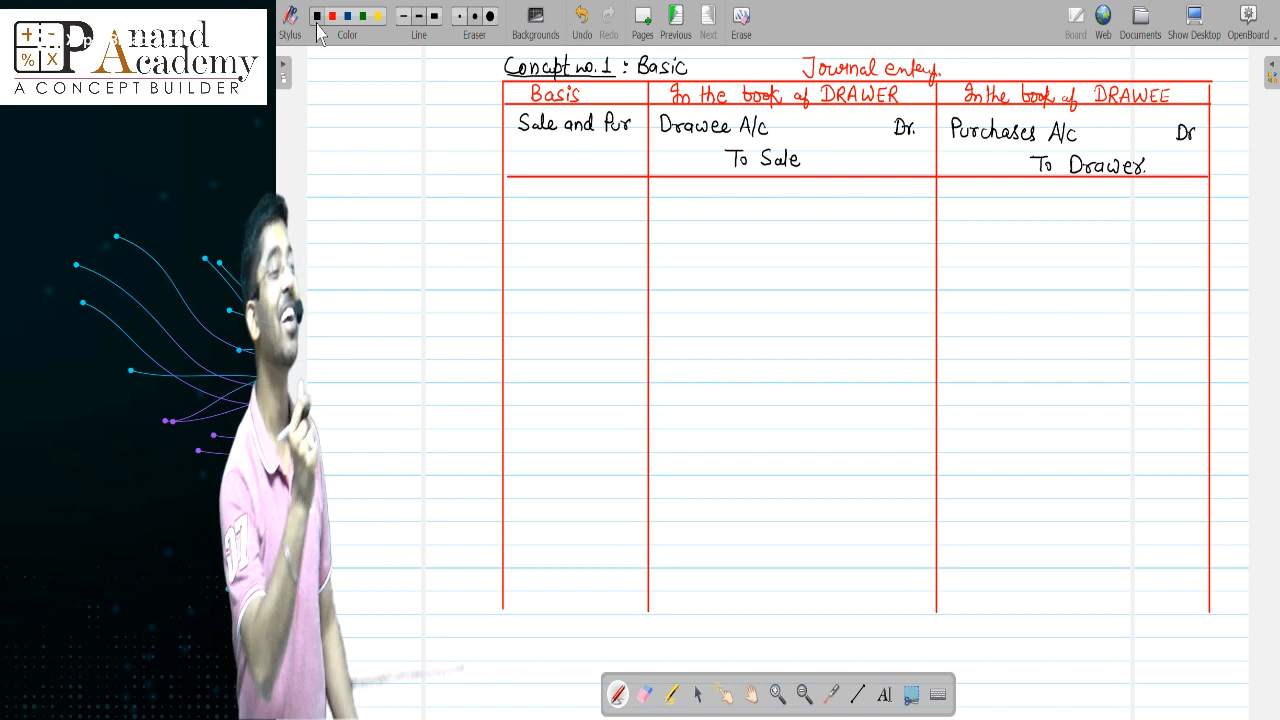 Stylus
Color
Line
Eraser
Backgrounds
Undo
Redo
Pages
Previous
Next
Erase
Board
Web
Documents
Show Desktop
OpenBoard
+ -
% X
P Anand
Academy
A CONCEPT BUILDER
Concept no. 1 : Basic
Journal entry.
Basis
In the book of DRAWER
In the book of DRAWEE
Sale and Pur
Drawee A/c Dr.
To Sale
Purchases A/c Dr
To Drawer.
37